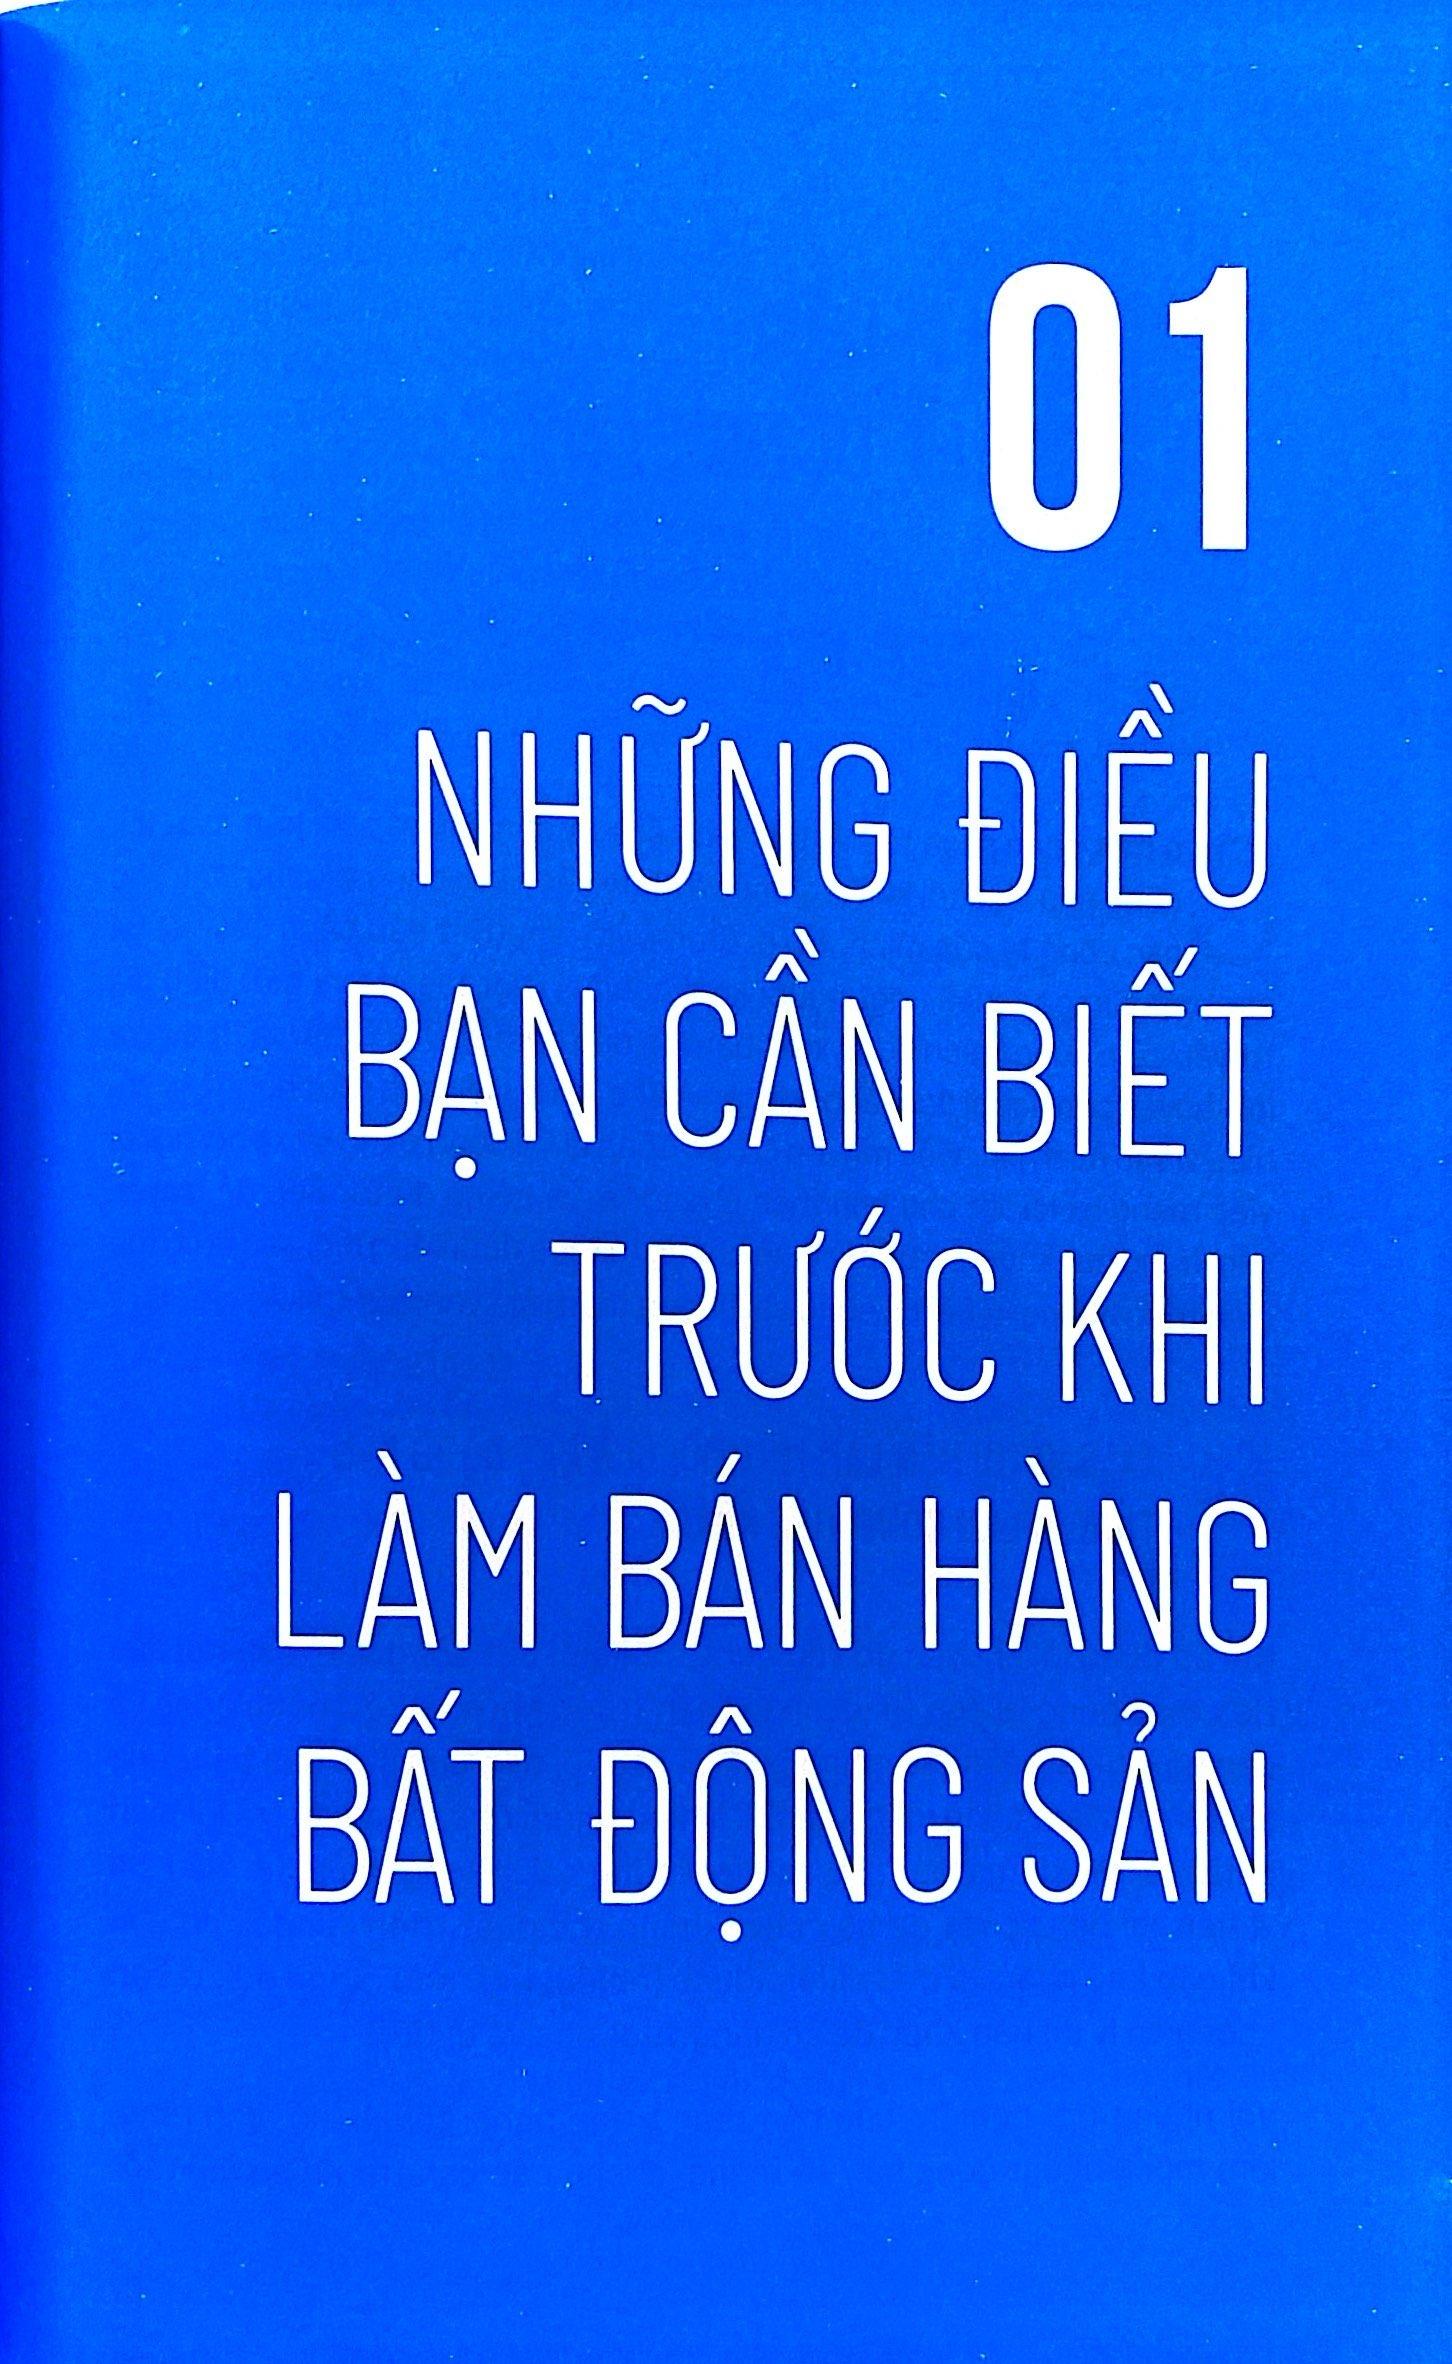 01
NHỮNG ĐIỀU
BẠN CẦN BIẾT
TRƯỚC KHI
LÀM BÁN HÀNG
BẤT ĐỘNG SẢN